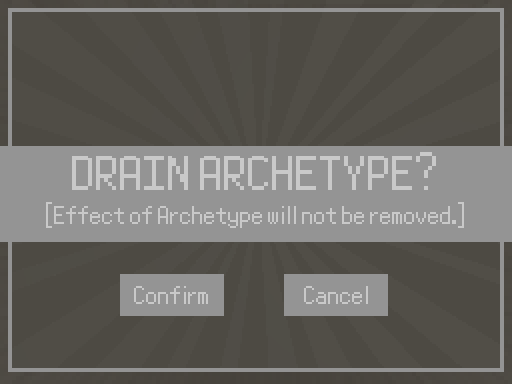 DRAIN ARCHETYPE?
[Effect of Archetype will not be removed.]
Confirm
Cancel